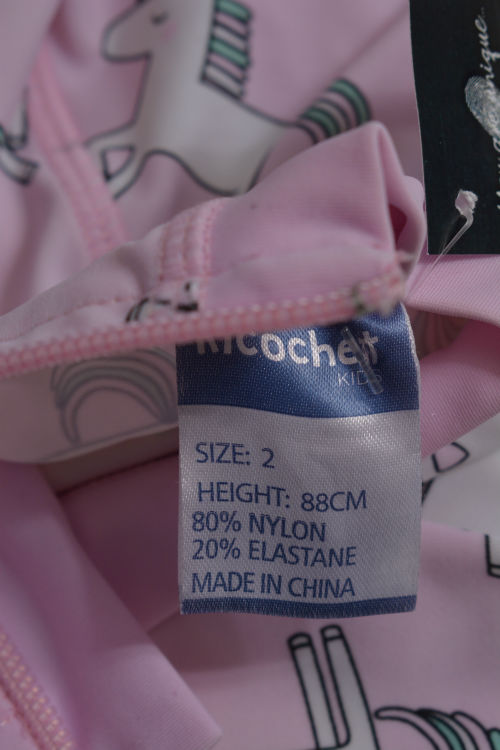 Ricochet
KIDS
SIZE: 2
HEIGHT: 88CM
80% NYLON
20% ELASTANE
MADE IN CHINA